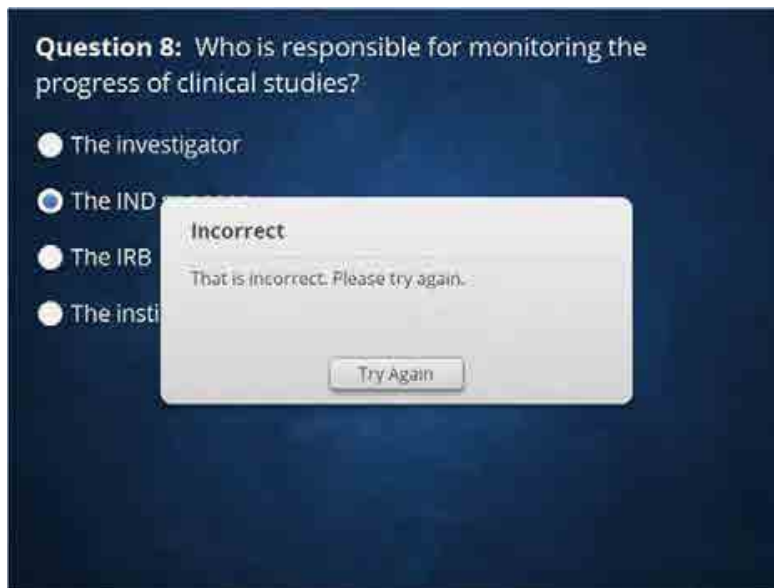 Question 8: Who is responsible for monitoring the
progress of clinical studies?
The investigator
The IND
The IRB
The insti
Incorrect
That is incorrect. Please try again.
Try Again